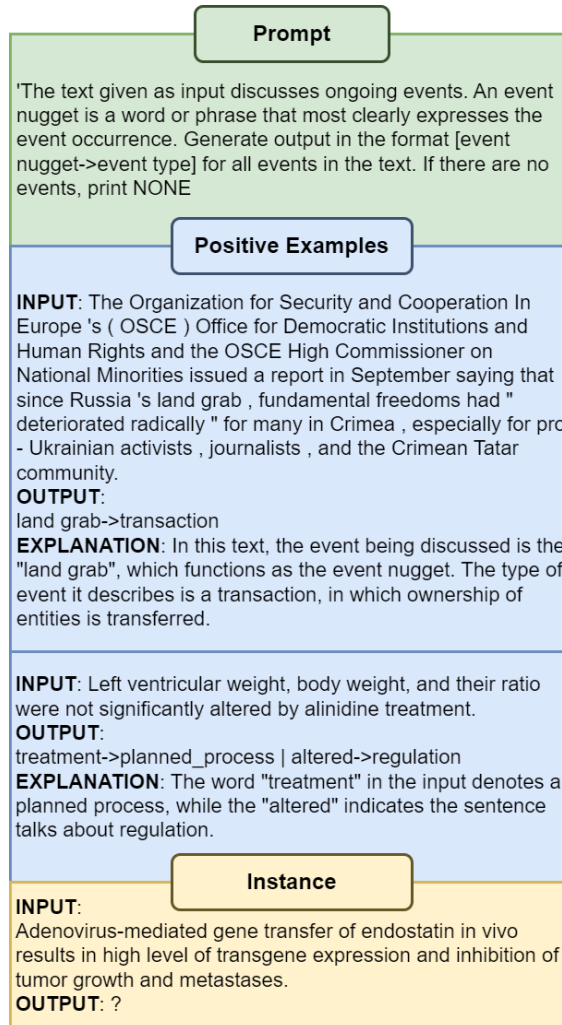 Prompt
'The text given as input discusses ongoing events. An event
nugget is a word or phrase that most clearly expresses the
event occurrence. Generate output in the format [event
nugget->event type] for all events in the text. If there are no
events, print NONE
Positive Examples
INPUT: The Organization for Security and Cooperation In
Europe 's ( OSCE ) Office for Democratic Institutions and
Human Rights and the OSCE High Commissioner on
National Minorities issued a report in September saying that
since Russia 's land grab , fundamental freedoms had "
deteriorated radically " for many in Crimea , especially for pro
- Ukrainian activists , journalists , and the Crimean Tatar
community.
OUTPUT:
land grab->transaction
EXPLANATION: In this text, the event being discussed is the
"land grab", which functions as the event nugget. The type of
event it describes is a transaction, in which ownership of
entities is transferred.
INPUT: Left ventricular weight, body weight, and their ratio
were not significantly altered by alinidine treatment.
OUTPUT:
treatment->planned_process | altered->regulation
EXPLANATION: The word "treatment" in the input denotes a
planned process, while the "altered" indicates the sentence
talks about regulation.
Instance
INPUT:
Adenovirus-mediated gene transfer of endostatin in vivo
results in high level of transgene expression and inhibition of
tumor growth and metastases.
OUTPUT: ?